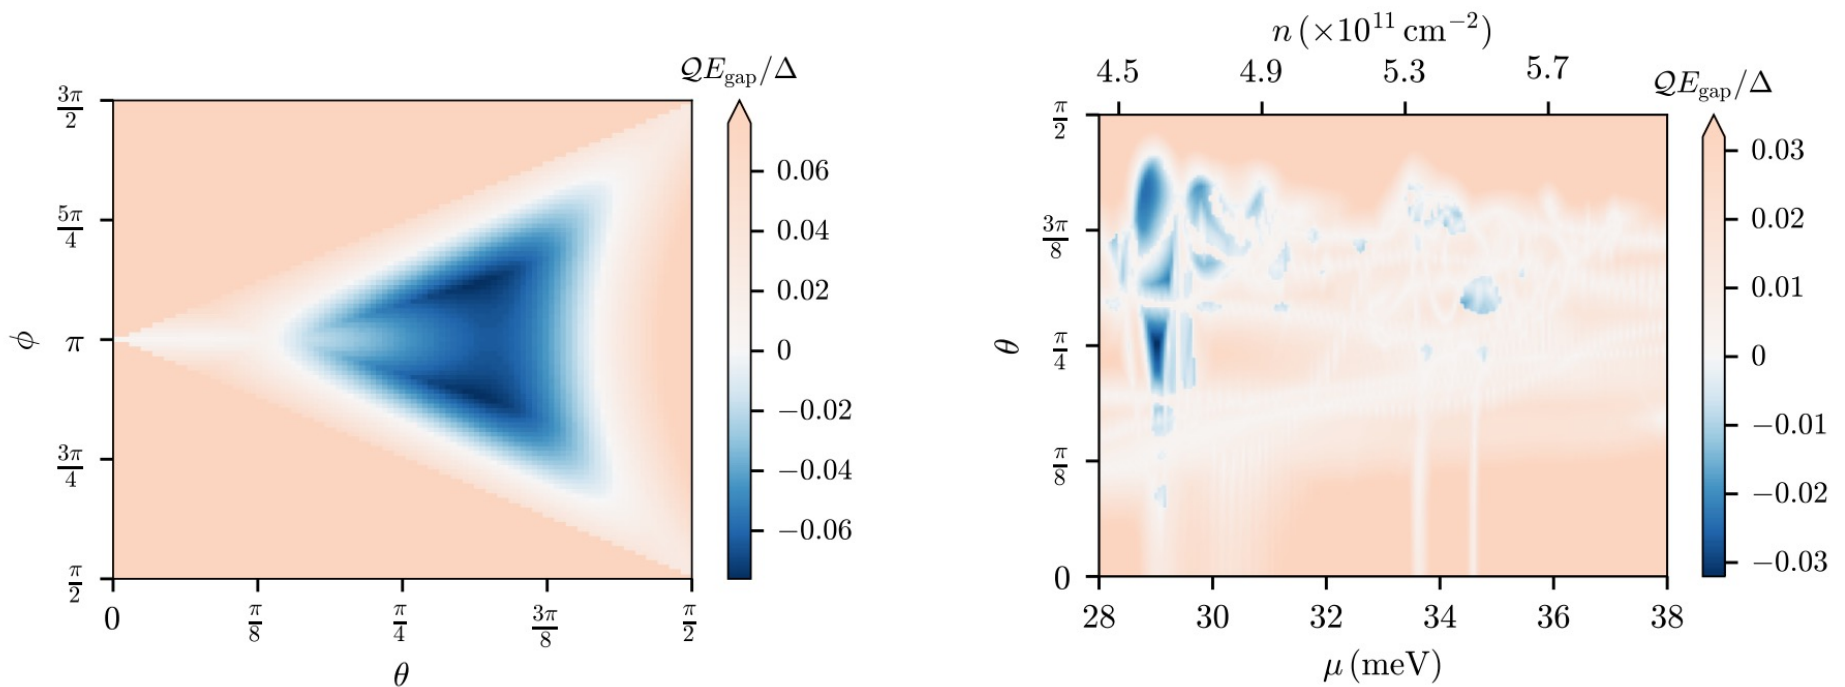 𝒬E_gap/Δ
3π/2
5π/4
π
3π/4
π/2
ϕ
0.06
0.04
0.02
0
−0.02
−0.04
−0.06
0 π/8 π/4 3π/8 π/2
θ
n (×10^11 cm^−2)
4.5 4.9 5.3 5.7
𝒬E_gap/Δ
π/2
3π/8
π/4
π/8
0
θ
0.03
0.02
0.01
0
−0.01
−0.02
−0.03
28 30 32 34 36 38
μ (meV)